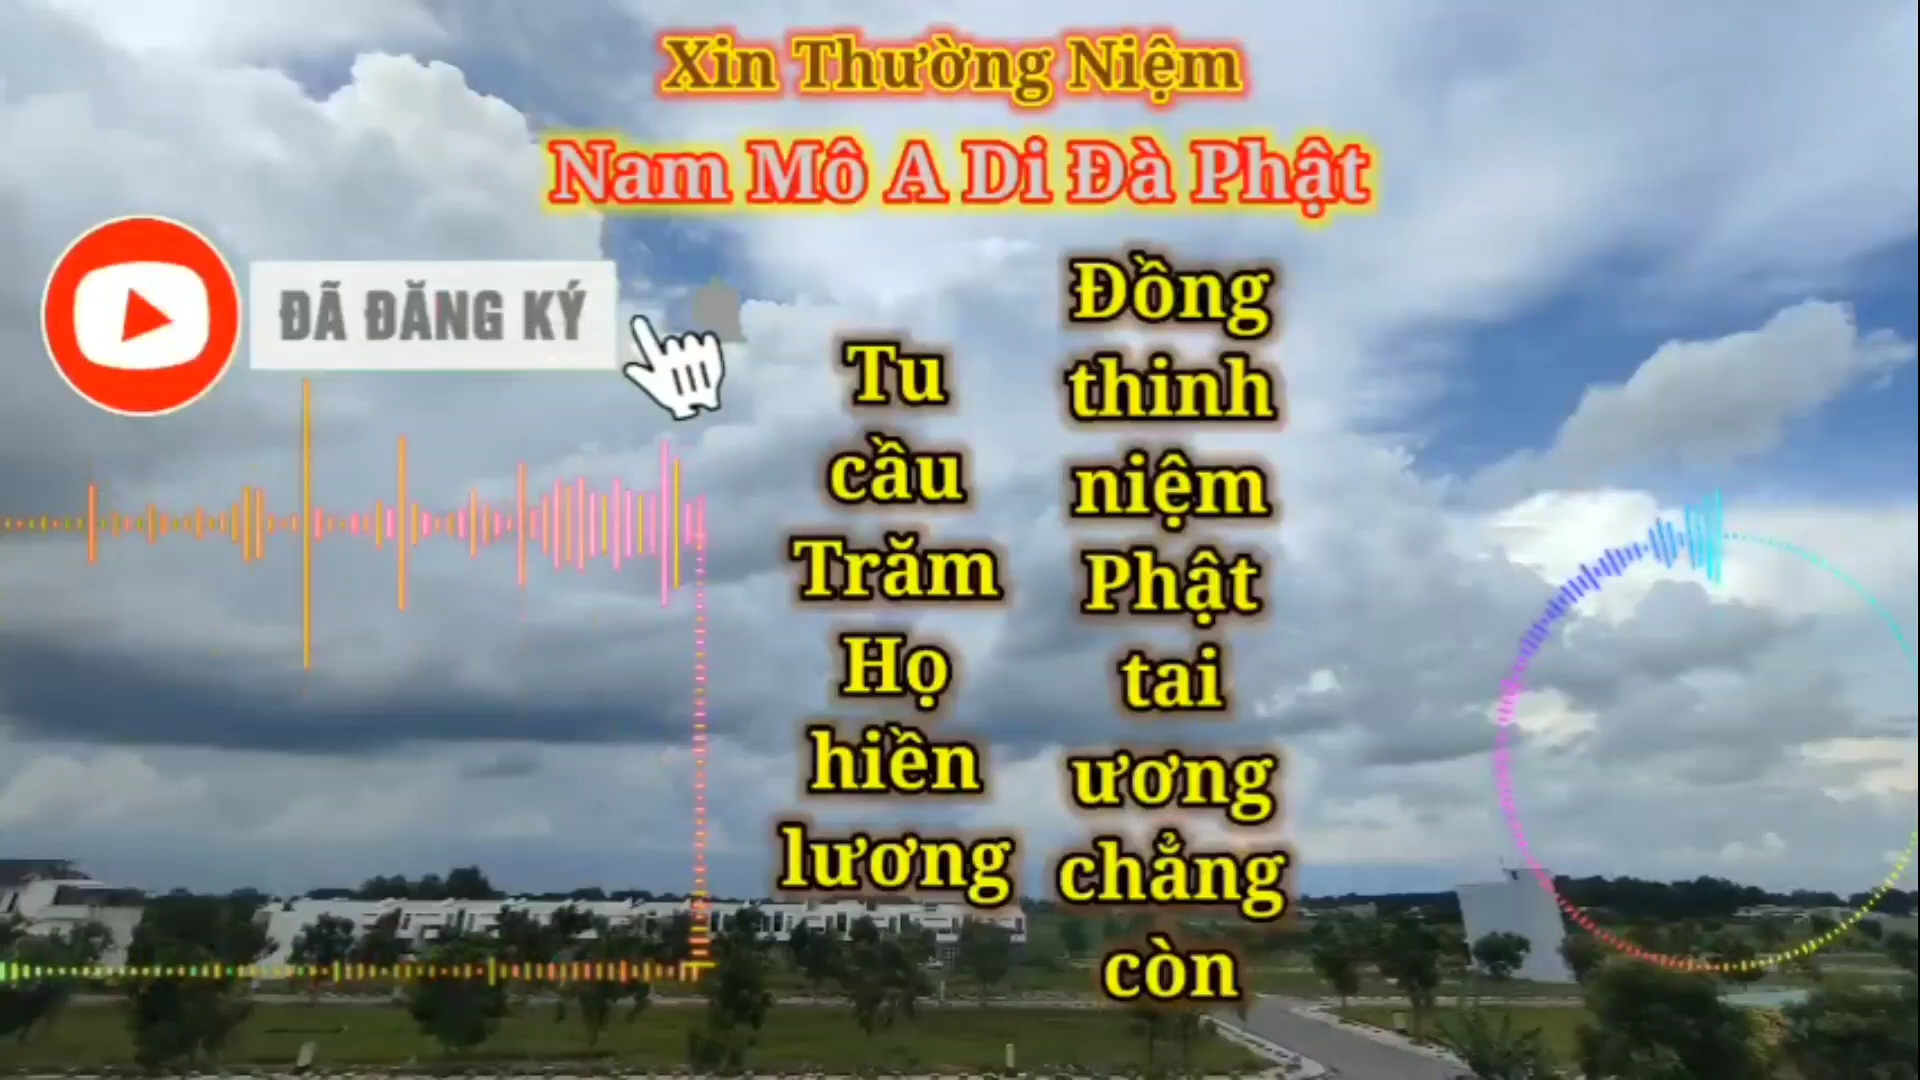 Xin Thường Niệm
Nam Mô A Di Đà Phật
ĐÃ ĐĂNG KÝ
Tu
cầu
Trăm
Họ
hiền
lương
Đồng
thinh
niệm
Phật
tai
ương
chẳng
còn